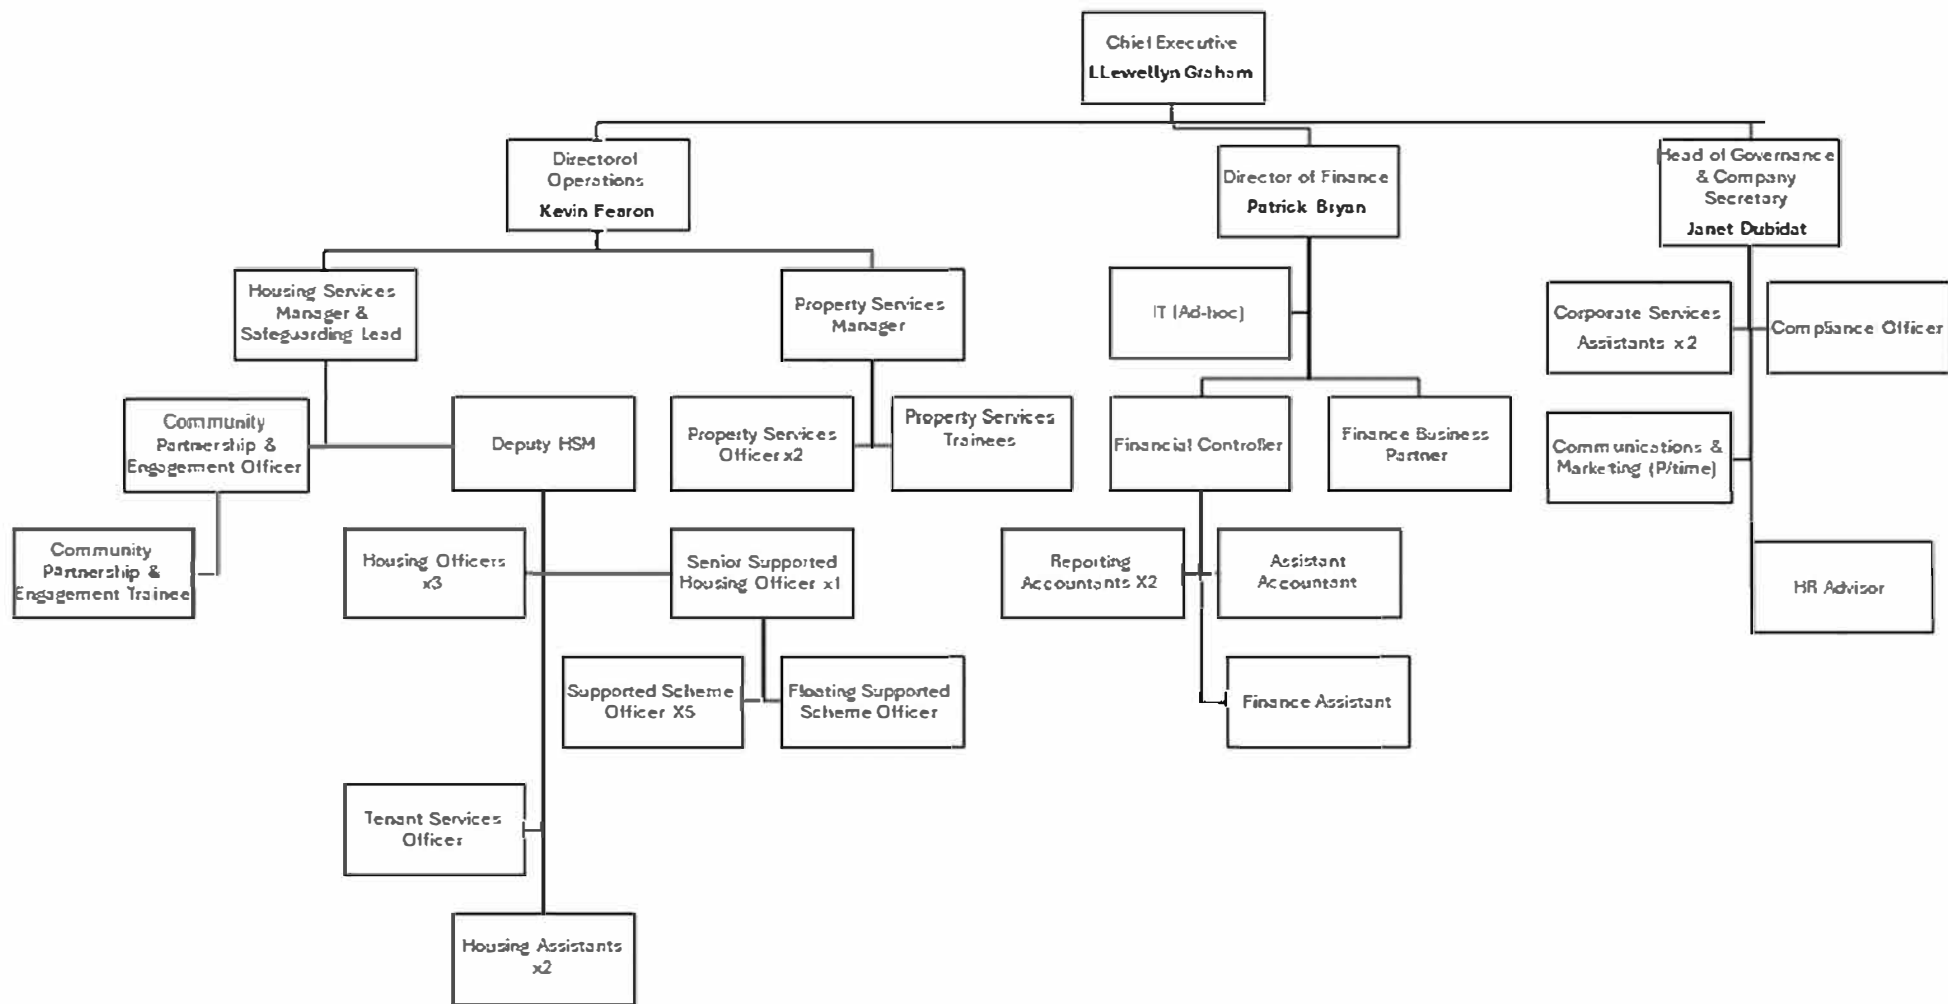 Chief Executive
LLewellyn Graham
Directorof
Operations
Kevin Fearon
Director of Finance
Patrick Bryan
Head of Governance
& Company
Secretary
Janet Dubidat
Housing Services
Manager &
Safeguarding Lead
Property Services
Manager
IT (Ad-hoc)
Corporate Services
Assistants x2
Compliance Officer
Community
Partnership &
Engagement Officer
Deputy HSM
Property Services
Officer x2
Property Services
Trainees
Financial Controller
Finance Business
Partner
Communications &
Marketing (P/time)
Community
Partnership &
Engagement Trainee
Housing Officers
x3
Senior Supported
Housing Officer x1
Reporting
Accountants X2
Assistant
Accountant
HR Advisor
Supported Scheme
Officer X5
Floating Supported
Scheme Officer
Finance Assistant
Tenant Services
Officer
Housing Assistants
x2